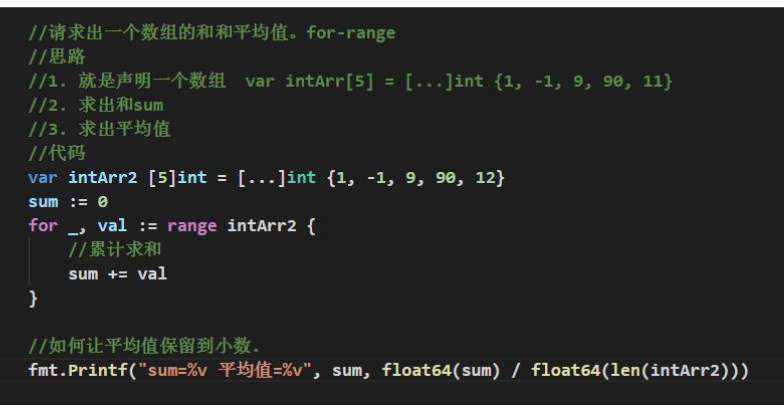 //请求出一个数组的和和平均值。for-range
//思路
//1. 就是声明一个数组  var intArr[5] = [...]int {1, -1, 9, 90, 11}
//2. 求出和sum
//3. 求出平均值
//代码
var intArr2 [5]int = [...]int {1, -1, 9, 90, 12}
sum := 0
for _, val := range intArr2 {
    //累计求和
    sum += val
}
//如何让平均值保留到小数.
fmt.Printf("sum=%v 平均值=%v", sum, float64(sum) / float64(len(intArr2)))